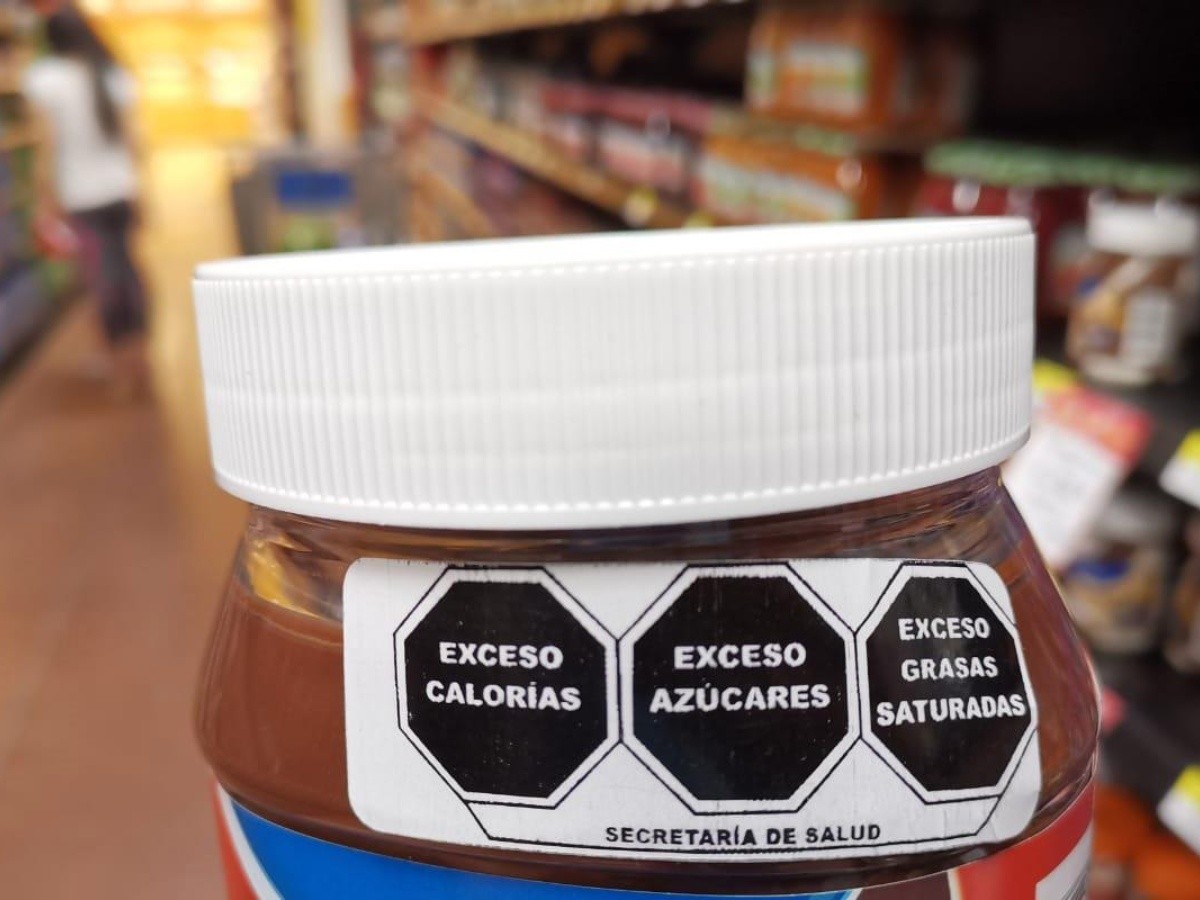 EXCESO
CALORÍAS
EXCESO
AZÚCARES
EXCESO
GRASAS
SATURADAS
SECRETARÍA DE SALUD